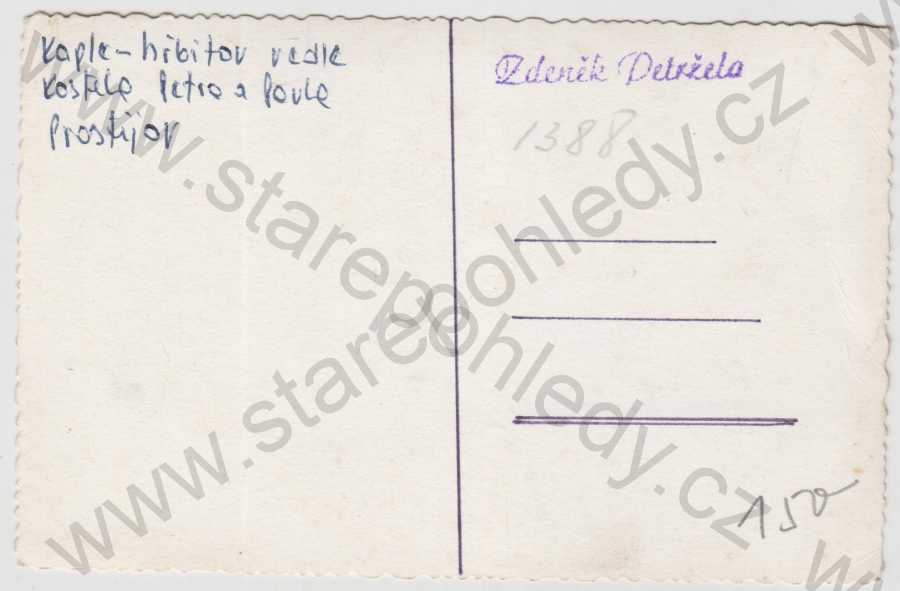 Kaple - hřbitov vedle
kostela Petra a Pavla
Prostějov
Zdeněk Petržela
1388
150
www.starepohledy.cz
www.starepohledy.cz